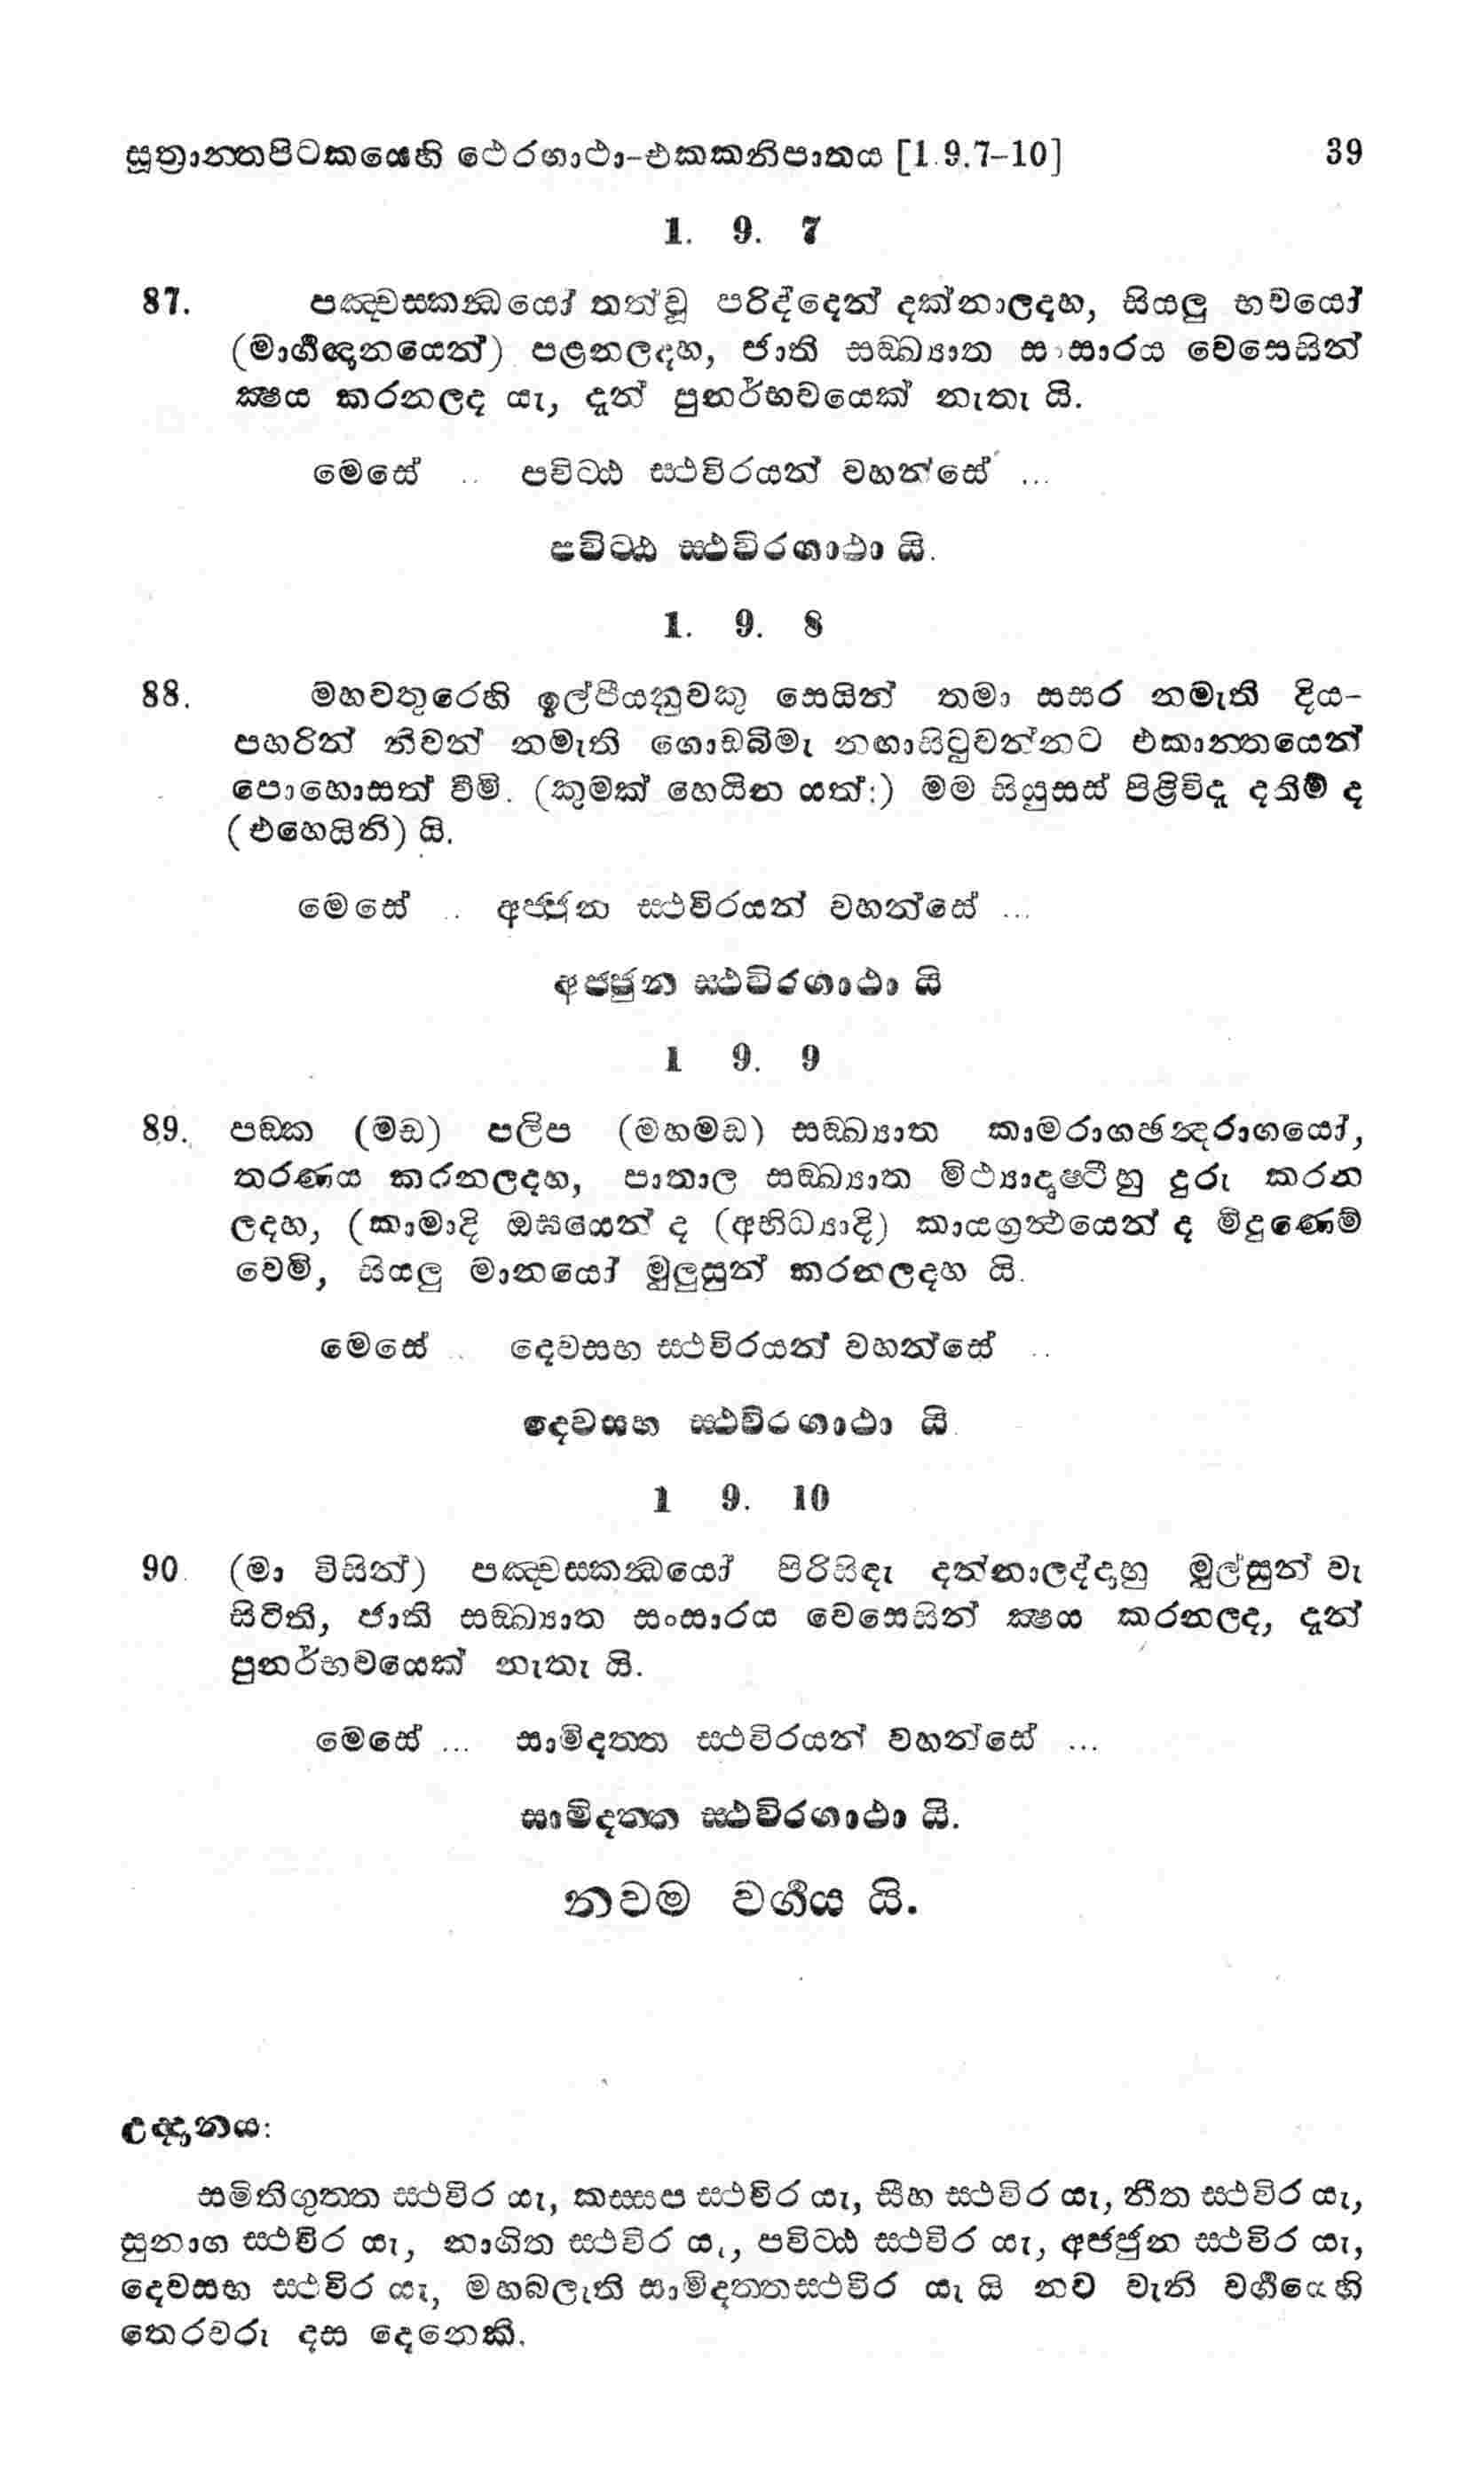 සූත්‍රාන්තපිටකයෙහි ථෙරගාථා-එකකනිපාතය [1.9.7-10] 39
1. 9. 7
87. පඤ්චස්කන්ධයෝ තත්වූ පරිද්දෙන් දක්නාලදහ, සියලු භවයෝ
(මාර්ගඥානයෙන්) පළනලදහ, ජාති සඞ්ඛ්‍යාත සංසාරය වෙසෙසින්
ක්‍ෂය කරනලද යැ, දැන් පුනර්භවයෙක් නැතැ යි.
මෙසේ .. පවිට්ඨ ස්ථවිරයන් වහන්සේ ...
පවිට්ඨ ස්ථවිරගාථා යි.
1. 9. 8
88. මහවතුරෙහි ඉල්පීයනුවකු සෙයින් තමා සසර නමැති දිය-
පහරින් නිවන් නමැති ගොඩබිමැ නඟාසිටුවන්නට එකාන්තයෙන්
පොහොසත් වීමි. (කුමක් හෙයින යත්:) මම සියුසස් පිළිවිදැ දනිම් ද
(එහෙයිනි) යි.
මෙසේ .. අජ්ජුන ස්ථවිරයන් වහන්සේ ...
අජ්ජුන ස්ථවිරගාථා යි
1 9. 9
89. පඞ්ක (මඩ) පලිප (මහමඩ) සඞ්ඛ්‍යාත කාමරාගඡන්‍දරාගයෝ,
තරණය කරනලදහ, පාතාල සඞ්ඛ්‍යාත මිථ්‍යාදෘෂ්ටිහු දුරු කරන
ලදහ, (කාමාදි ඔඝයෙන් ද (අභිධ්‍යාදි) කායග්‍රන්ථයෙන් ද මිදුණෙම්
වෙමි, සියලු මානයෝ මුලුසුන් කරනලදහ යි.
මෙසේ .. දෙවසභ ස්ථවිරයන් වහන්සේ ..
දෙවසභ ස්ථවිරගාථා යි.
1 9. 10
90. (මා විසින්) පඤ්චස්කන්ධයෝ පිරිසිඳැ දන්නාලද්දාහු මුල්සුන් වැ
සිටිති, ජාති සඞ්ඛ්‍යාත සංසාරය වෙසෙසින් ක්‍ෂය කරනලද, දැන්
පුනර්භවයෙක් නැතැ යි.
මෙසේ ... සාමිදත්ත ස්ථවිරයන් වහන්සේ ...
සාමිදත්ත ස්ථවිරගාථා යි.
නවම වර්ගය යි.
උද්දානය:
සමිතිගුත්ත ස්ථවිර යැ, කස්සප ස්ථවිර යැ, සීහ ස්ථවිර යැ, නීත ස්ථවිර යැ,
සුනාග ස්ථවිර යැ, නාගිත ස්ථවිර යැ, පවිට්ඨ ස්ථවිර යැ, අජ්ජුන ස්ථවිර යැ,
දෙවසභ ස්ථවිර යැ, මහබලැති සාමිදත්තස්ථවිර යැ යි නව වැනි වර්ගයෙහි
තෙරවරු දස දෙනෙකි.